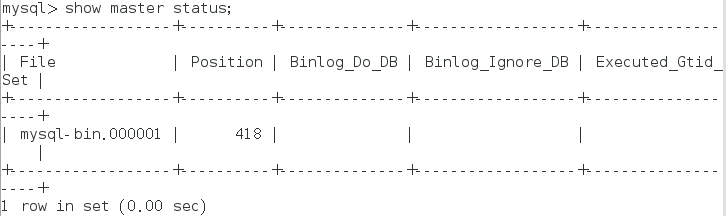 mysql> show master status;
+------------------+----------+--------------+------------------+---------------
----+
| File             | Position | Binlog_Do_DB | Binlog_Ignore_DB | Executed_Gtid_
Set |
+------------------+----------+--------------+------------------+---------------
----+
| mysql-bin.000001 |      418 |              |                  |
    |
+------------------+----------+--------------+------------------+---------------
----+
1 row in set (0.00 sec)